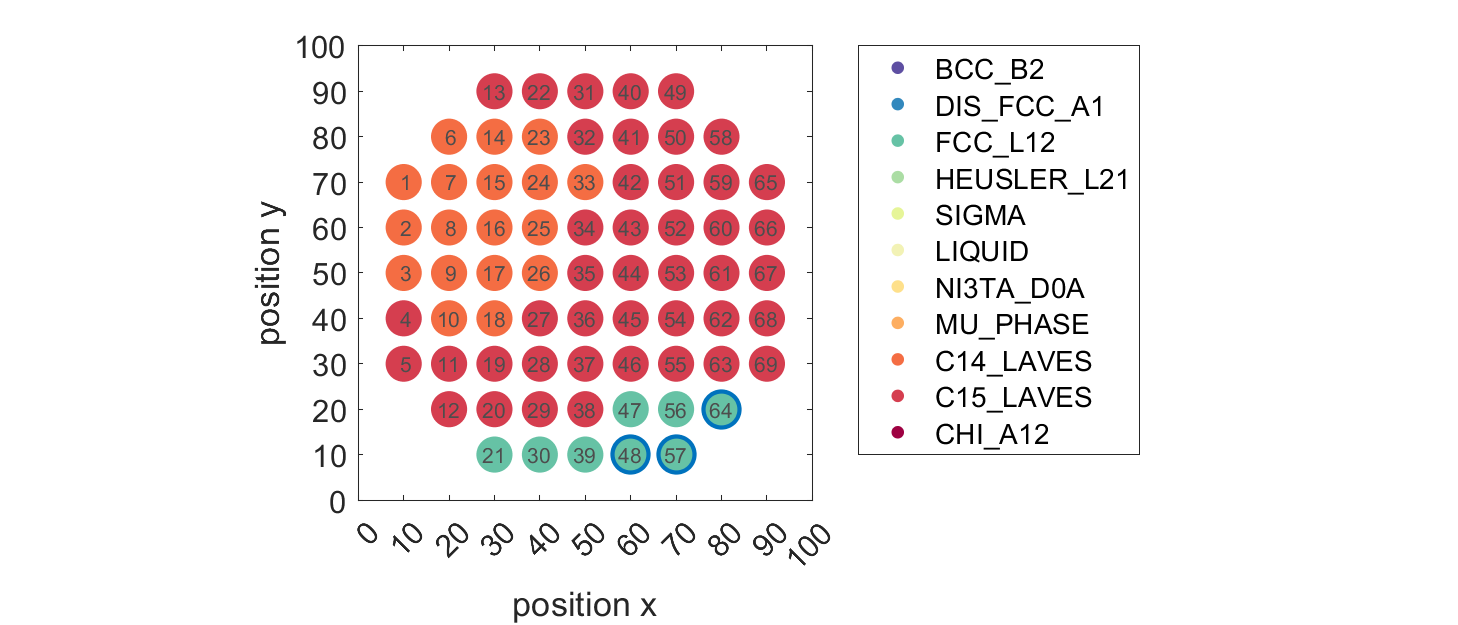 100
90 13 22 31 40 49
80 6 14 23 32 41 50 58
70 1 7 15 24 33 42 51 59 65
60 2 8 16 25 34 43 52 60 66
50 3 9 17 26 35 44 53 61 67
40 4 10 18 27 36 45 54 62 68
30 5 11 19 28 37 46 55 63 69
20 12 20 29 38 47 56 64
10 21 30 39 48 57
0
position y
0 10 20 30 40 50 60 70 80 90 100
position x
BCC_B2
DIS_FCC_A1
FCC_L12
HEUSLER_L21
SIGMA
LIQUID
NI3TA_D0A
MU_PHASE
C14_LAVES
C15_LAVES
CHI_A12